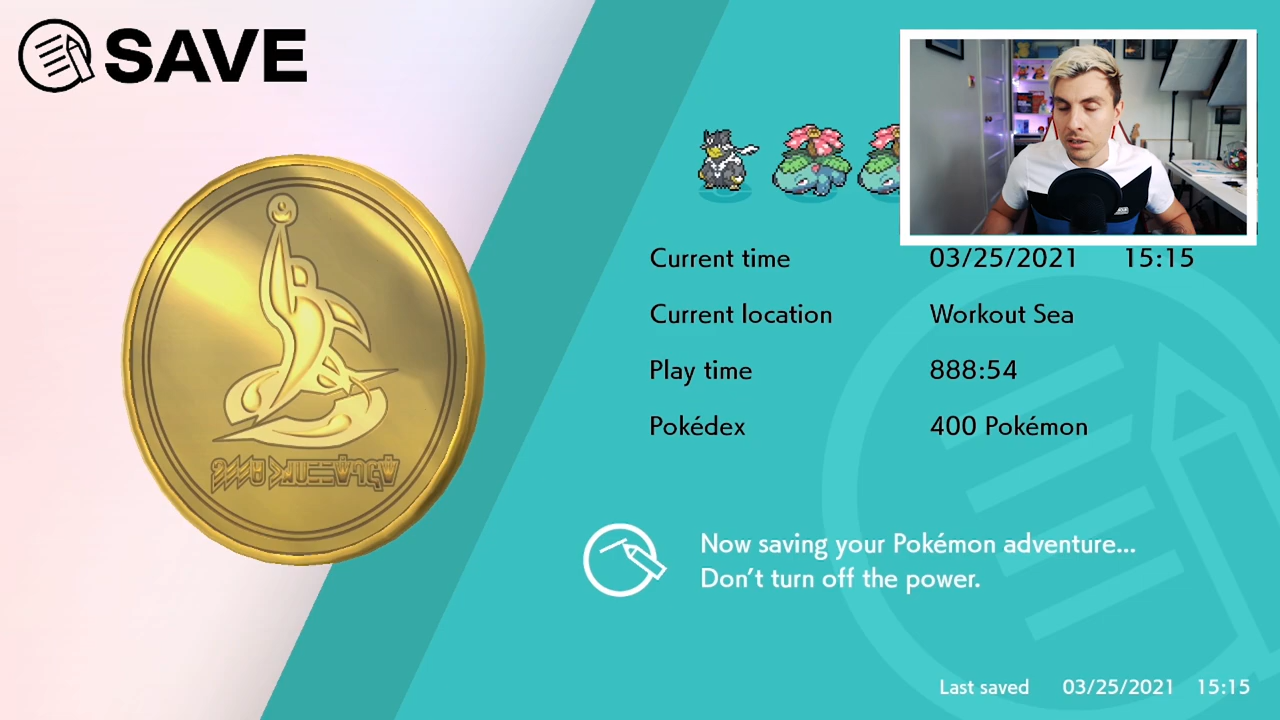 SAVE
Current time 03/25/2021 15:15
Current location Workout Sea
Play time 888:54
Pokédex 400 Pokémon
Now saving your Pokémon adventure...
Don't turn off the power.
Last saved 03/25/2021 15:15